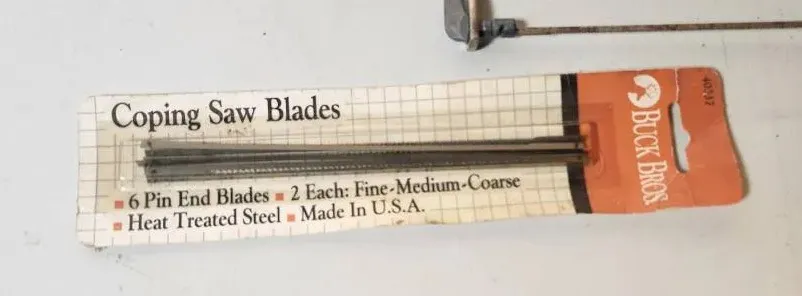 Coping Saw Blades
6 Pin End Blades 2 Each: Fine-Medium-Coarse
Heat Treated Steel Made In U.S.A.
BUCK BROS.